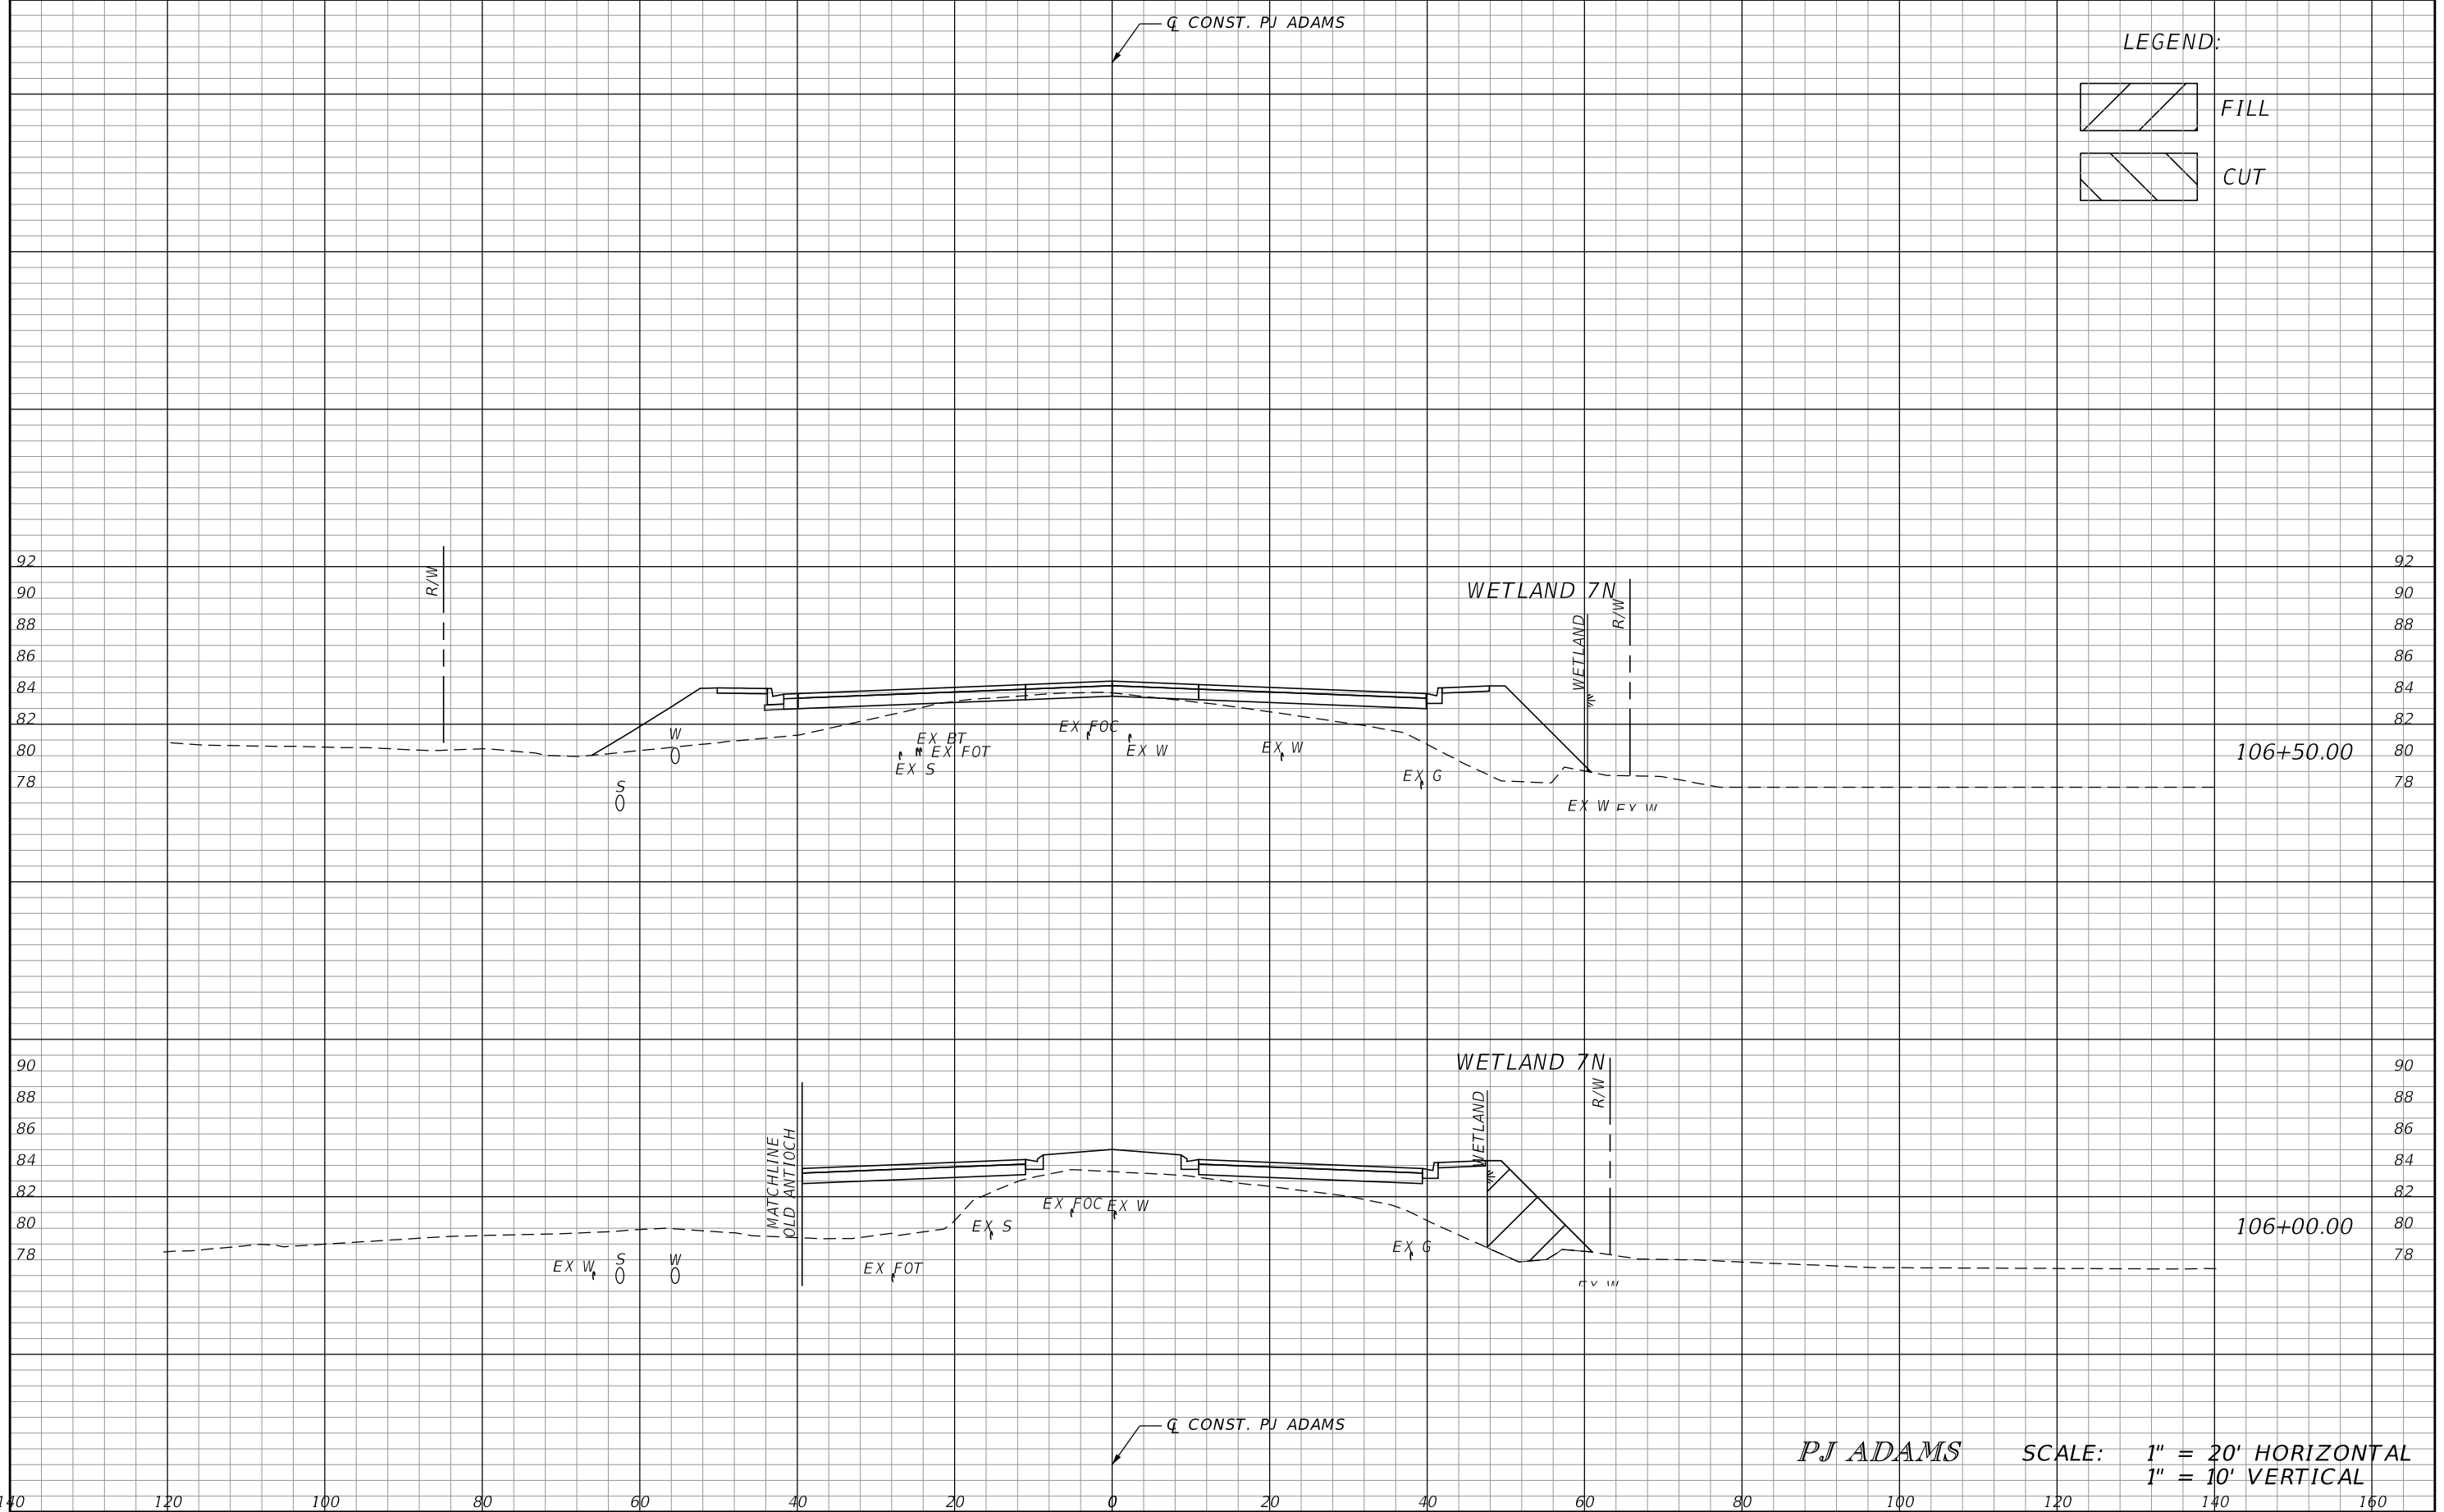 ℄ CONST. PJ ADAMS
LEGEND:
FILL
CUT
92 92
90 90
88 88
86 86
84 84
82 82
80 80
78 78
R/W
WETLAND 7N
WETLAND
R/W
W
S
EX BT
EX FOT
EX S
EX FOC
EX W
EX W
EX G
EX W
EX W
106+50.00
90 90
88 88
86 86
84 84
82 82
80 80
78 78
WETLAND 7N
WETLAND
R/W
MATCHLINE
OLD ANTIOCH
EX FOC
EX W
EX S
EX G
EX W
S
W
EX FOT
EX W
106+00.00
℄ CONST. PJ ADAMS
PJ ADAMS
SCALE: 1" = 20' HORIZONTAL
1" = 10' VERTICAL
140 120 100 80 60 40 20 0 20 40 60 80 100 120 140 160